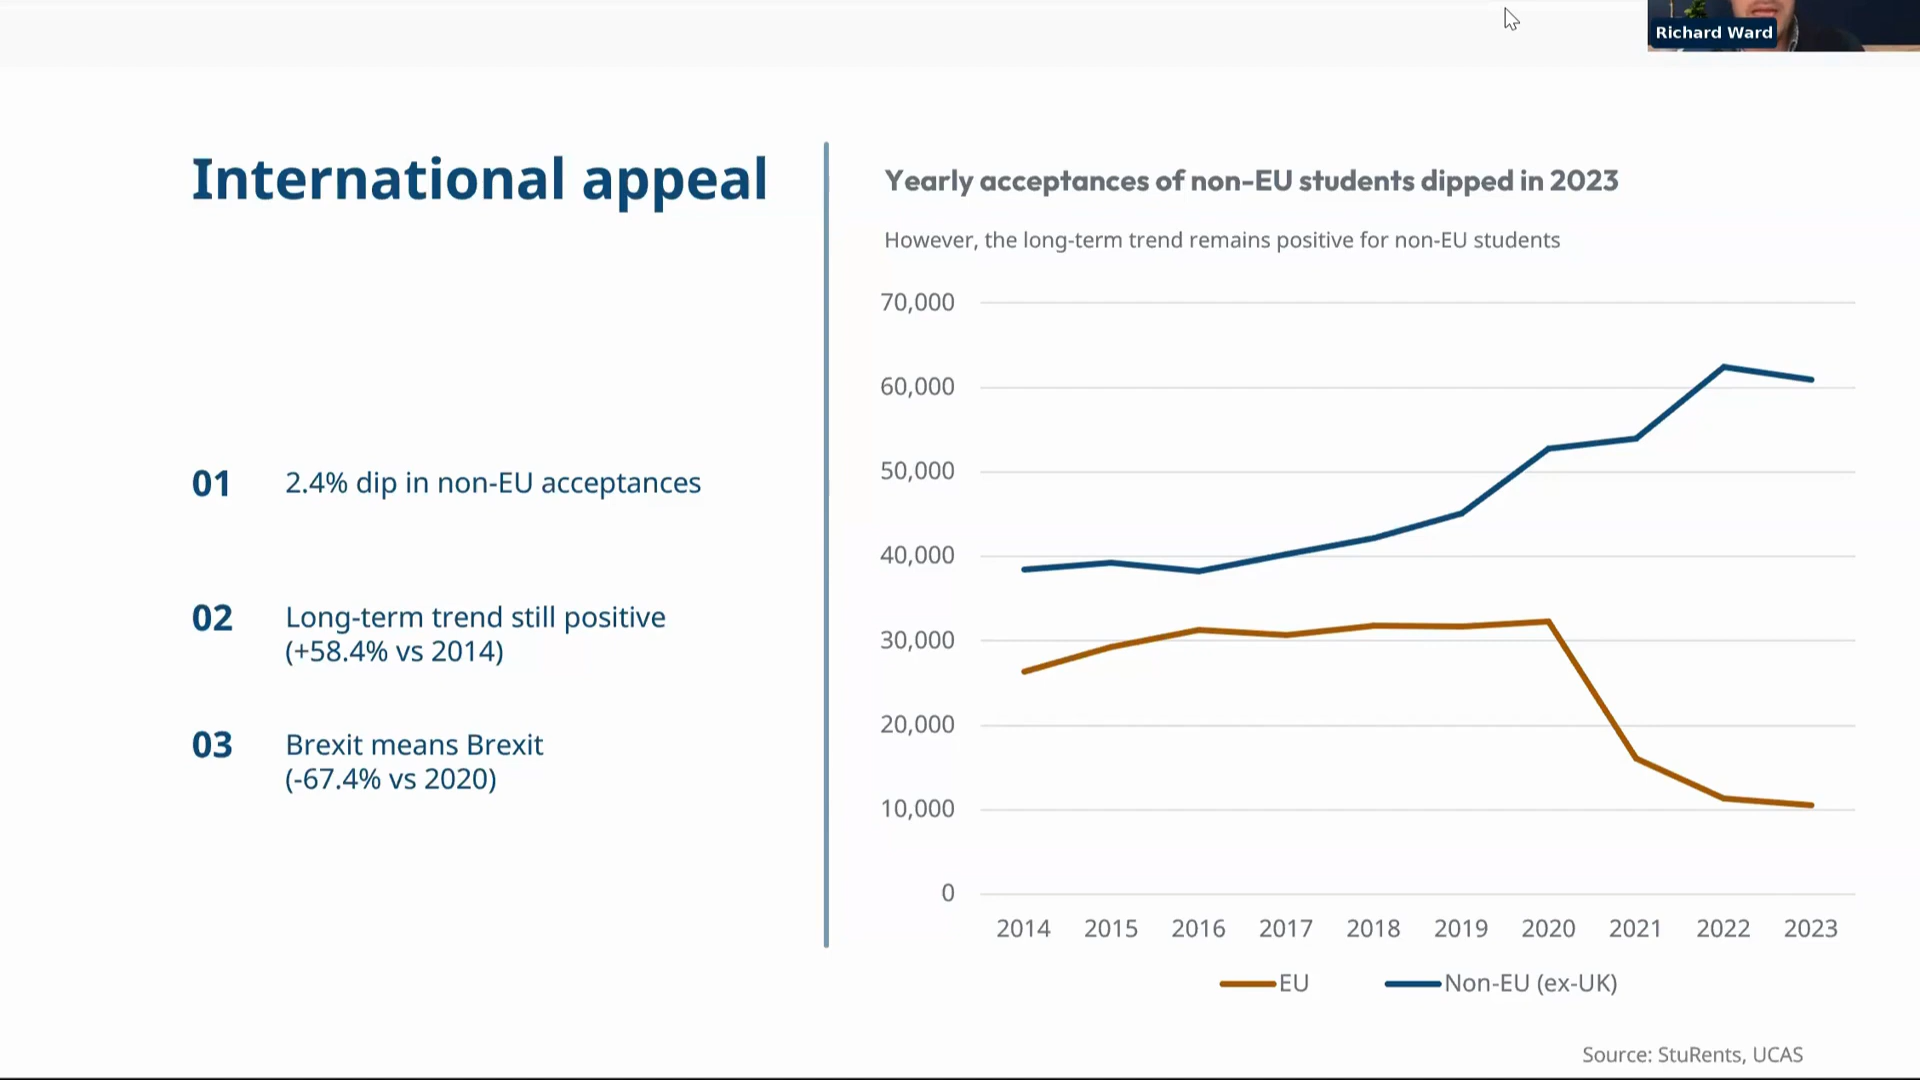 Richard Ward
International appeal
01 2.4% dip in non-EU acceptances
02 Long-term trend still positive
(+58.4% vs 2014)
03 Brexit means Brexit
(-67.4% vs 2020)
Yearly acceptances of non-EU students dipped in 2023
However, the long-term trend remains positive for non-EU students
70,000
60,000
50,000
40,000
30,000
20,000
10,000
0
2014 2015 2016 2017 2018 2019 2020 2021 2022 2023
EU Non-EU (ex-UK)
Source: StuRents, UCAS